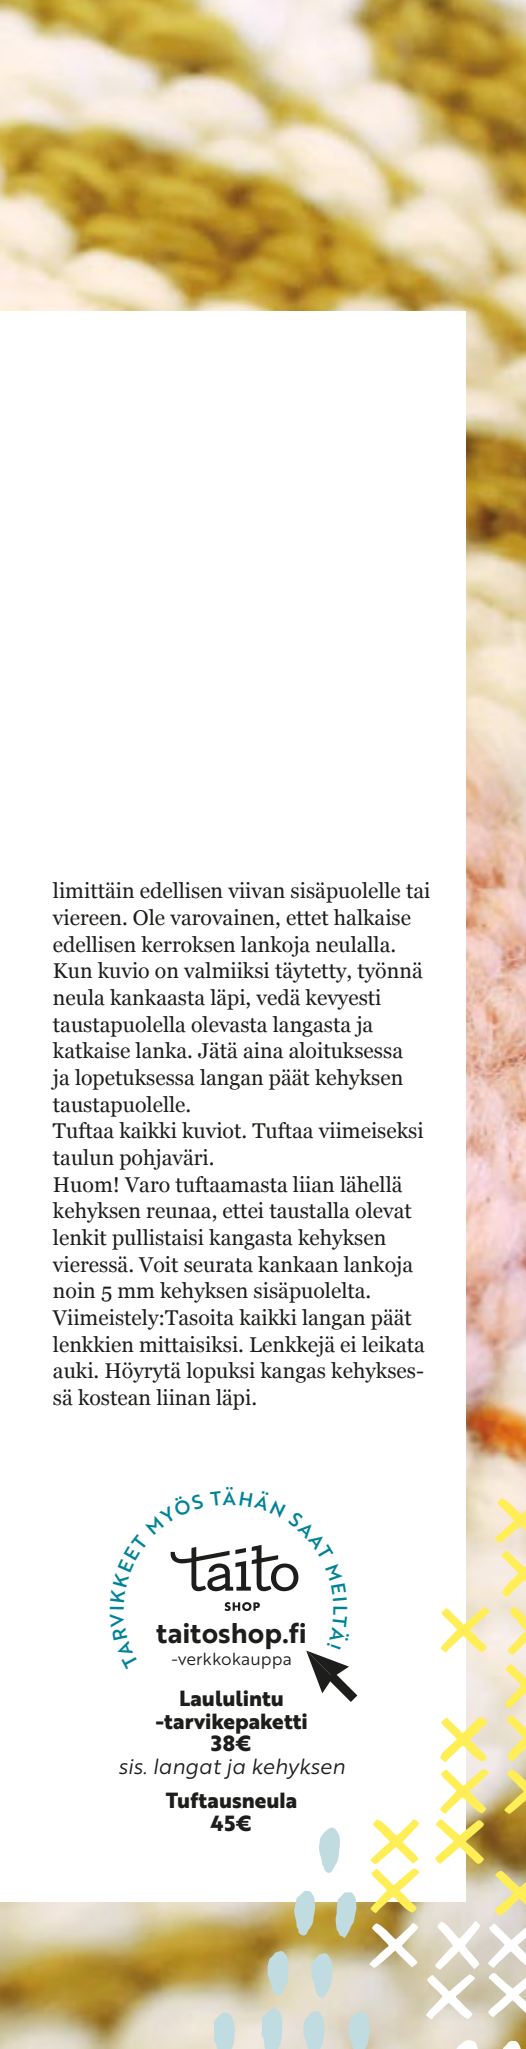 limittäin edellisen viivan sisäpuolelle tai
viereen. Ole varovainen, ettet halkaise
edellisen kerroksen lankoja neulalla.
Kun kuvio on valmiiksi täytetty, työnnä
neula kankaasta läpi, vedä kevyesti
taustapuolella olevasta langasta ja
katkaise lanka. Jätä aina aloituksessa
ja lopetuksessa langan päät kehyksen
taustapuolelle.
Tuftaa kaikki kuviot. Tuftaa viimeiseksi
taulun pohjaväri.
Huom! Varo tuftaamasta liian lähellä
kehyksen reunaa, ettei taustalla olevat
lenkit pullistaisi kangasta kehyksen
vieressä. Voit seurata kankaan lankoja
noin 5 mm kehyksen sisäpuolelta.
Viimeistely:Tasoita kaikki langan päät
lenkkien mittaisiksi. Lenkkejä ei leikata
auki. Höyrytä lopuksi kangas kehykses-
sä kostean liinan läpi.
TARVIKKEET MYÖS TÄHÄN SAAT MEILTÄ!
taito
SHOP
taitoshop.fi
-verkkokauppa
Laululintu
-tarvikepaketti
38€
sis. langat ja kehyksen
Tuftausneula
45€